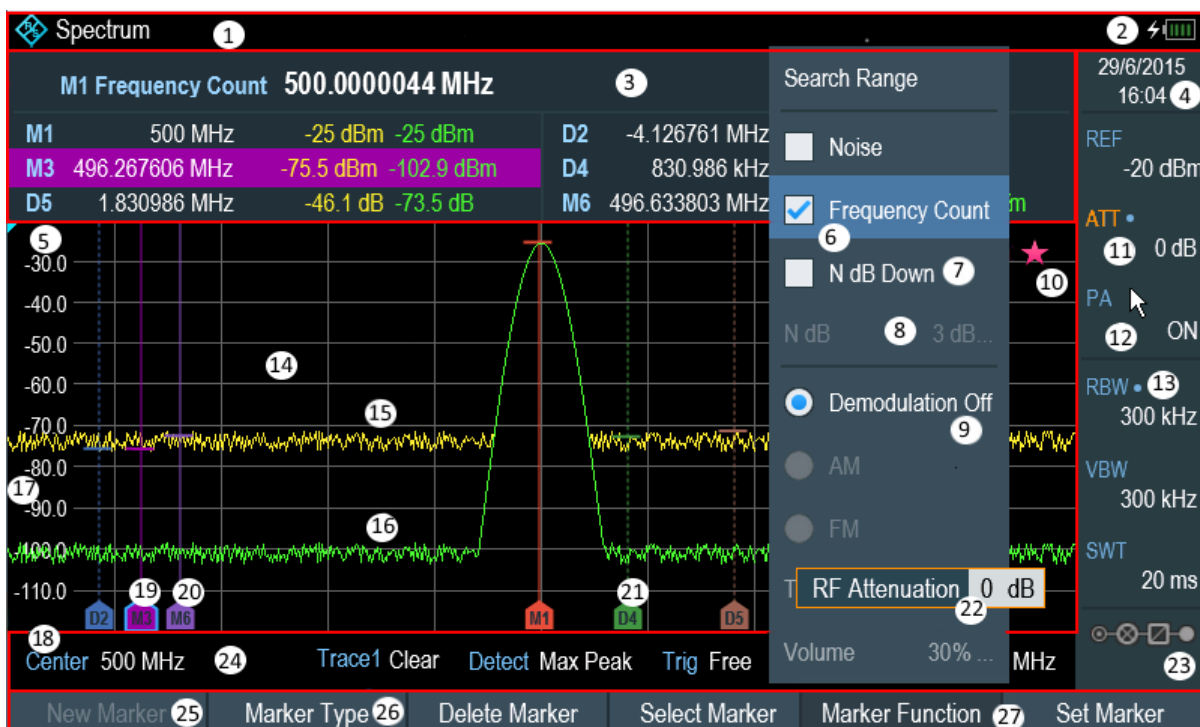 Spectrum 1 2
M1 Frequency Count 500.0000044 MHz 3
M1 500 MHz -25 dBm -25 dBm D2 -4.126761 MHz
M3 496.267606 MHz -75.5 dBm -102.9 dBm D4 830.986 kHz
D5 1.830986 MHz -46.1 dB -73.5 dB M6 496.633803 MHz m
Search Range
Noise
Frequency Count
6
N dB Down 7
N dB 8 3 dB...
Demodulation Off
9
AM
FM
T RF Attenuation 0 dB
22
Volume 30% ...
29/6/2015
16:04 4
REF
-20 dBm
ATT
11 0 dB
PA
12 ON
RBW 13
300 kHz
VBW
300 kHz
SWT
20 ms
23
5
-30.0
10
-40.0
-50.0
14
-60.0
15
-70.0
-80.0
17
-90.0
16
-100.0
-110.0
19 20 21
D2 M3 M6 M1 D4 D5
18
Center 500 MHz 24 Trace1 Clear Detect Max Peak Trig Free MHz
New Marker 25 Marker Type 26 Delete Marker Select Marker Marker Function 27 Set Marker